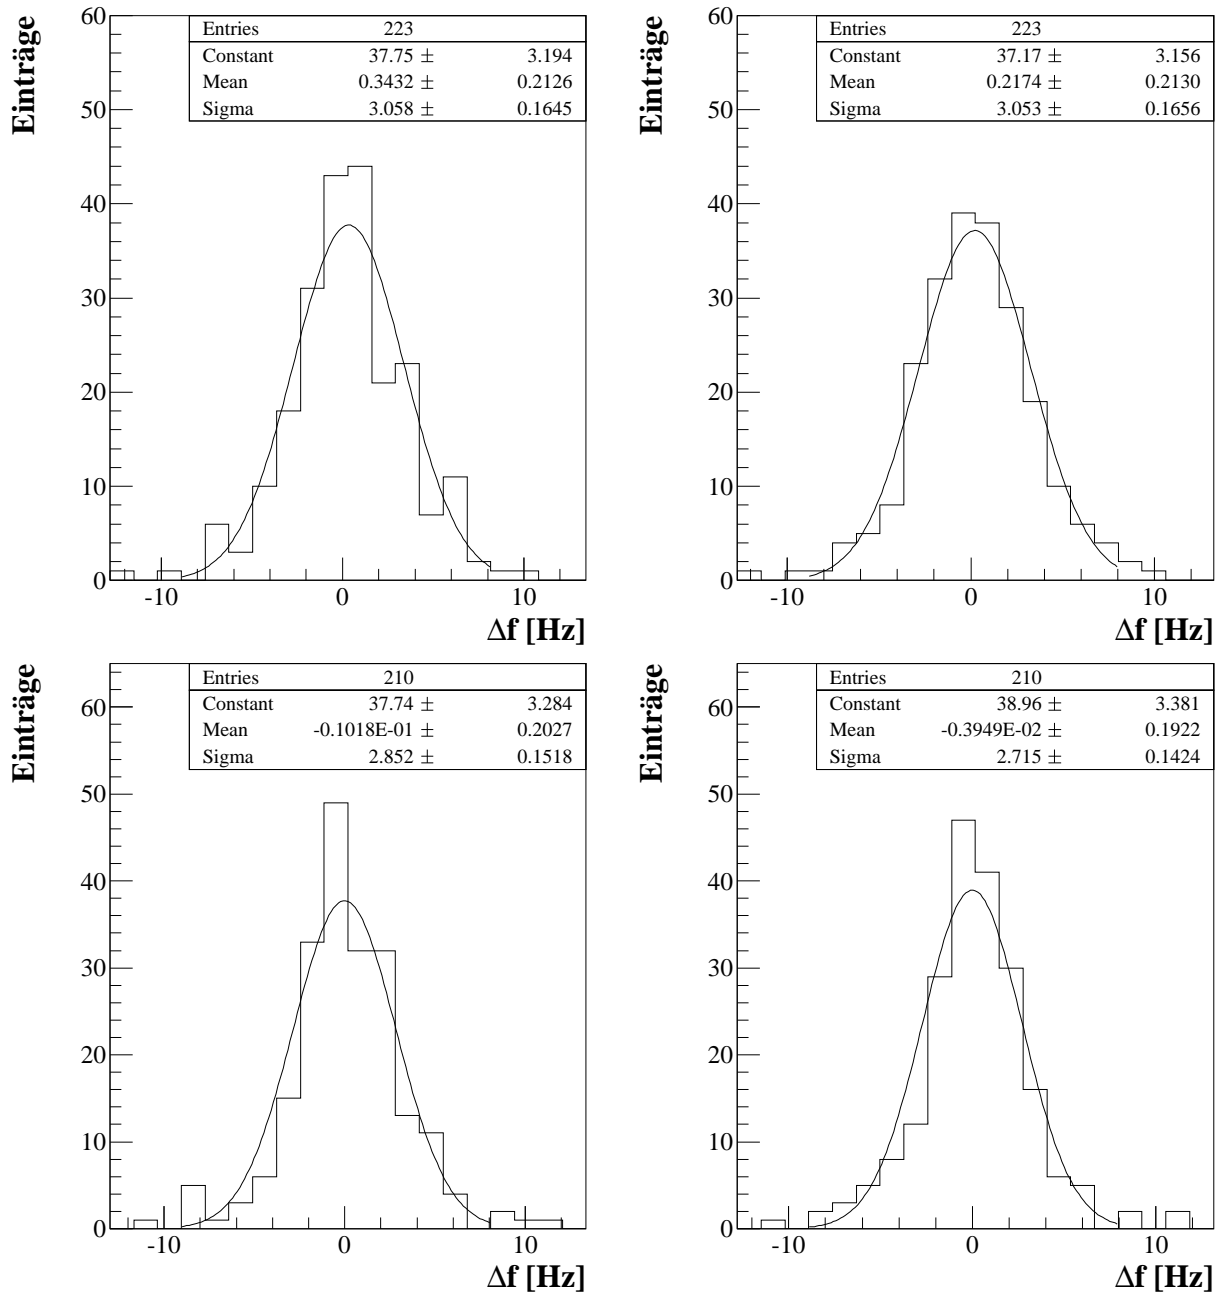 Einträge
60
50
40
30
20
10
0
Entries 223
Constant 37.75 ± 3.194
Mean 0.3432 ± 0.2126
Sigma 3.058 ± 0.1645
-10 0 10
Δf [Hz]
Einträge
60
50
40
30
20
10
0
Entries 223
Constant 37.17 ± 3.156
Mean 0.2174 ± 0.2130
Sigma 3.053 ± 0.1656
-10 0 10
Δf [Hz]
Einträge
60
50
40
30
20
10
0
Entries 210
Constant 37.74 ± 3.284
Mean -0.1018E-01 ± 0.2027
Sigma 2.852 ± 0.1518
-10 0 10
Δf [Hz]
Einträge
60
50
40
30
20
10
0
Entries 210
Constant 38.96 ± 3.381
Mean -0.3949E-02 ± 0.1922
Sigma 2.715 ± 0.1424
-10 0 10
Δf [Hz]